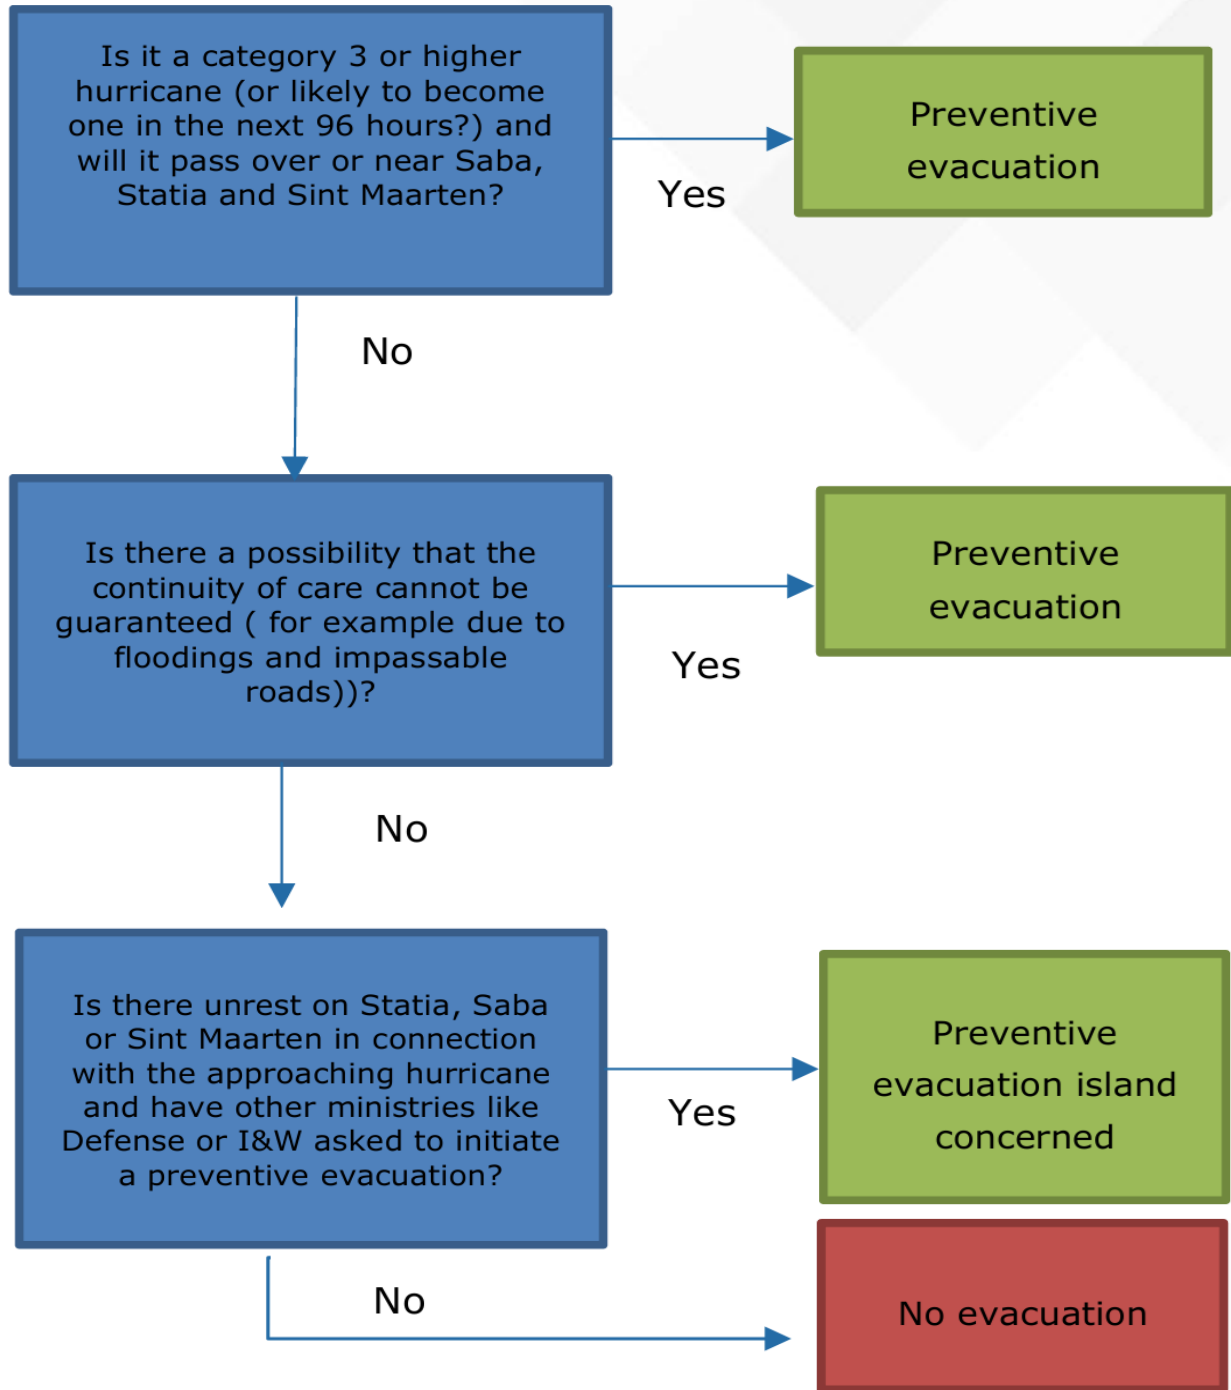 Is it a category 3 or higher
hurricane (or likely to become
one in the next 96 hours?) and
will it pass over or near Saba,
Statia and Sint Maarten?
Yes
Preventive
evacuation
No
Is there a possibility that the
continuity of care cannot be
guaranteed ( for example due to
floodings and impassable
roads))?
Yes
Preventive
evacuation
No
Is there unrest on Statia, Saba
or Sint Maarten in connection
with the approaching hurricane
and have other ministries like
Defense or I&W asked to initiate
a preventive evacuation?
Yes
Preventive
evacuation island
concerned
No
No evacuation